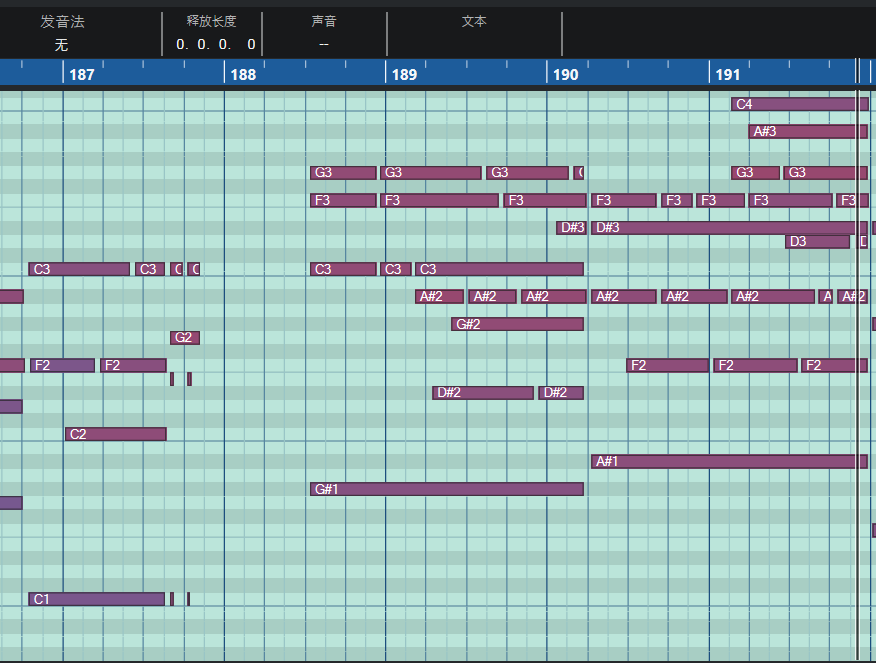 发音法 释放长度 声音 文本
无 0. 0. 0. 0 --
187 188 189 190 191
C4
A#3
G3 G3 G3 G3 G3
F3 F3 F3 F3 F3 F3 F3 F3
D#3 D#3
D3
C3 C3 C3 C3 C3
A#2 A#2 A#2 A#2 A#2 A#2 A#2
G#2
G2
F2 F2 F2 F2 F2
D#2 D#2
C2
A#1
G#1
C1